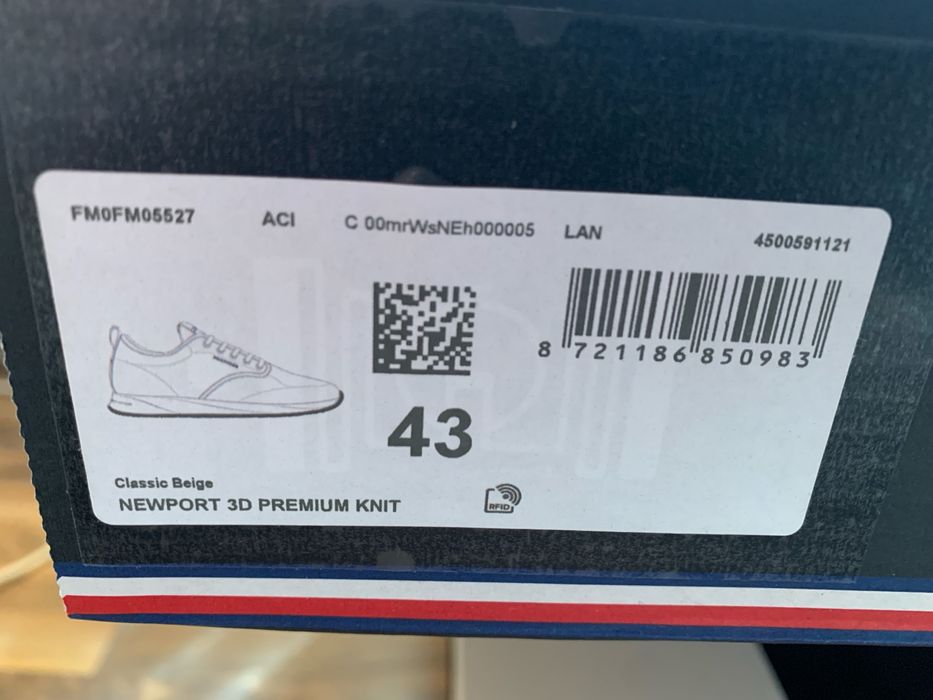 FM0FM05527 ACI C 00mrWsNEh000005 LAN 4500591121
8 721186 850983
43
Classic Beige
NEWPORT 3D PREMIUM KNIT
RFID